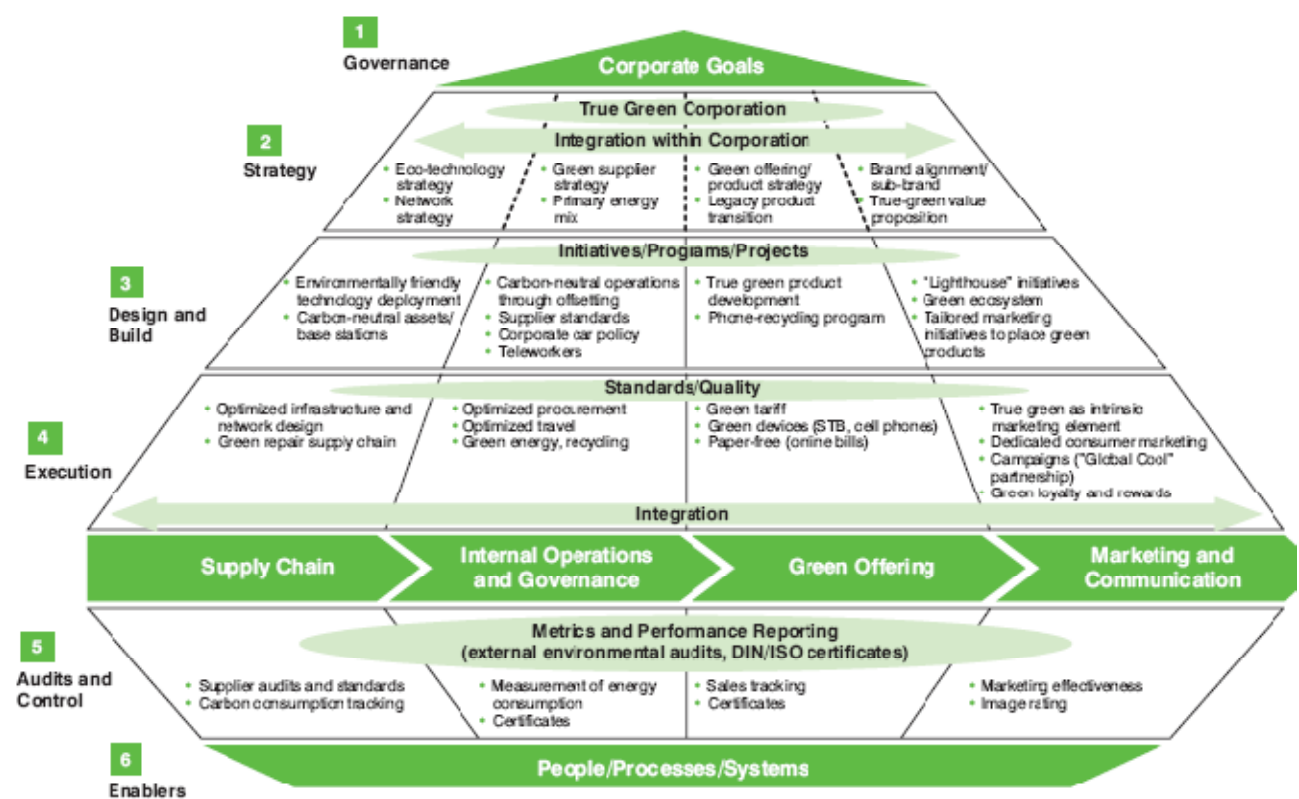 1
Governance
Corporate Goals
2
Strategy
True Green Corporation
Integration within Corporation
• Eco-technology
strategy
• Network
strategy
• Green supplier
strategy
• Primary energy
mix
• Green offering/
product strategy
• Legacy product
transition
• Brand alignment/
sub-brand
• True-green value
proposition
3
Design and
Build
Initiatives/Programs/Projects
• Environmentally friendly
technology deployment
• Carbon-neutral assets/
base stations
• Carbon-neutral operations
through offsetting
• Supplier standards
• Corporate car policy
• Teleworkers
• True green product
development
• Phone-recycling program
• "Lighthouse" initiatives
• Green ecosystem
• Tailored marketing
initiatives to place green
products
4
Execution
Standards/Quality
• Optimized infrastructure and
network design
• Green repair supply chain
• Optimized procurement
• Optimized travel
• Green energy, recycling
• Green tariff
• Green devices (STB, cell phones)
• Paper-free (online bills)
• True green as intrinsic
marketing element
• Dedicated consumer marketing
• Campaigns ("Global Cool"
partnership)
• Green loyalty and rewards
Integration
Supply Chain
Internal Operations
and Governance
Green Offering
Marketing and
Communication
5
Audits and
Control
Metrics and Performance Reporting
(external environmental audits, DIN/ISO certificates)
• Supplier audits and standards
• Carbon consumption tracking
• Measurement of energy
consumption
• Certificates
• Sales tracking
• Certificates
• Marketing effectiveness
• Image rating
6
Enablers
People/Processes/Systems